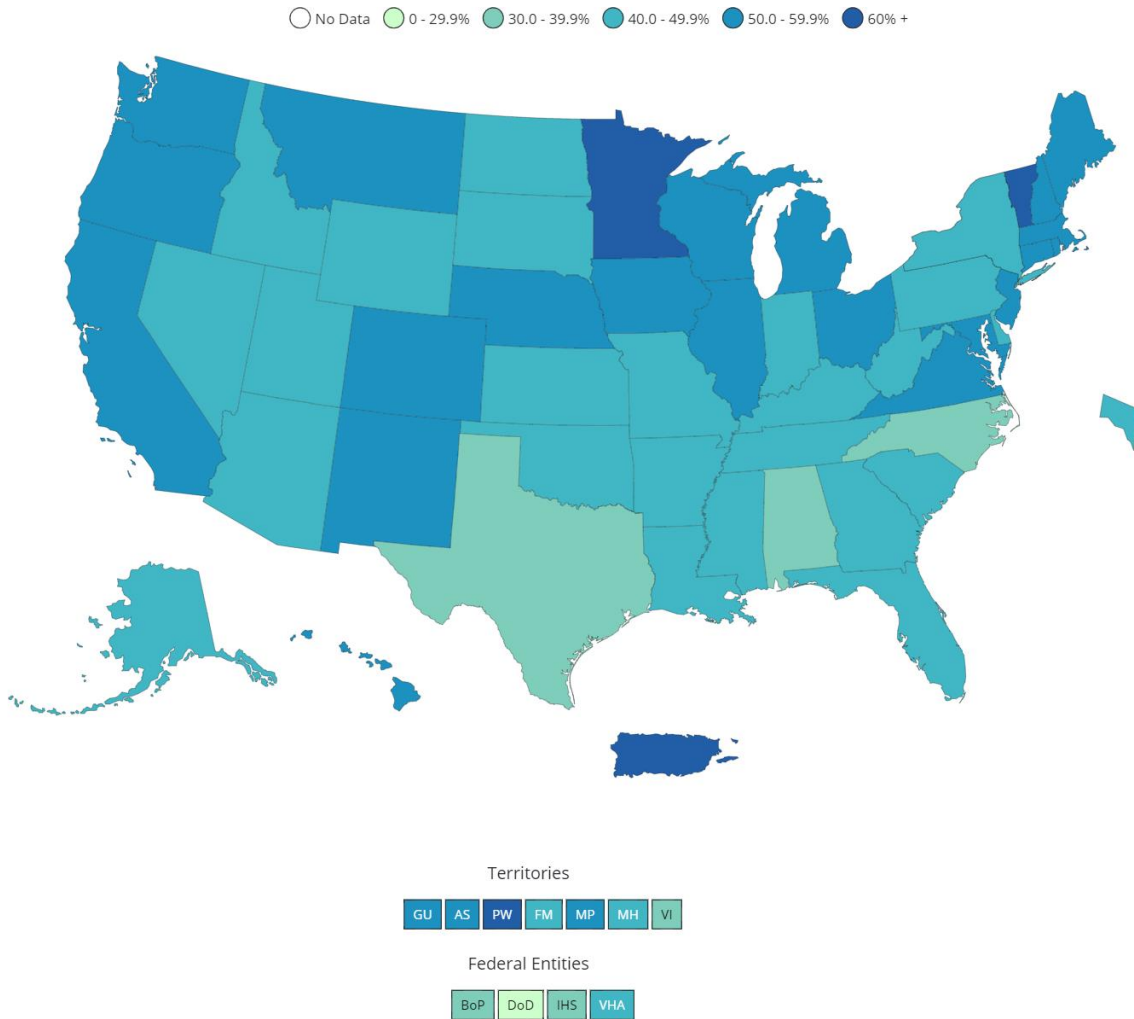 No Data 0 - 29.9% 30.0 - 39.9% 40.0 - 49.9% 50.0 - 59.9% 60% +
Territories
GU AS PW FM MP MH VI
Federal Entities
BoP DoD IHS VHA